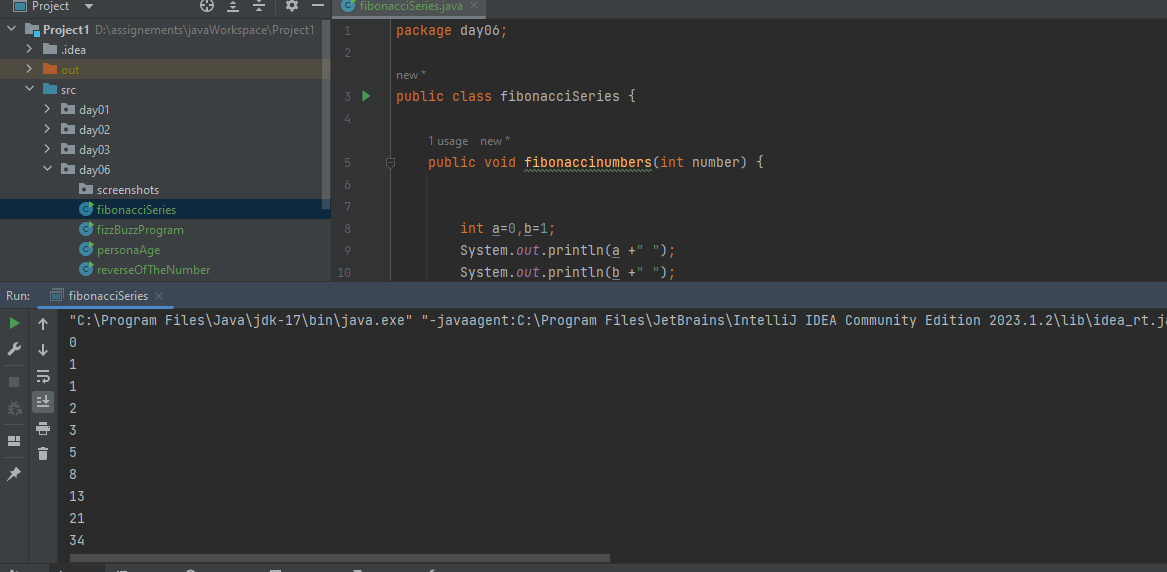 Project
Project1 D:\assignements\javaWorkspace\Project1
.idea
out
src
day01
day02
day03
day06
screenshots
fibonacciSeries
fizzBuzzProgram
personaAge
reverseOfTheNumber
fibonacciSeries.java
1 package day06;
2
new *
3 public class fibonacciSeries {
4
1 usage new *
5 public void fibonaccinumbers(int number) {
6
7
8 int a=0,b=1;
9 System.out.println(a +" ");
10 System.out.println(b +" ");
Run: fibonacciSeries
"C:\Program Files\Java\jdk-17\bin\java.exe" "-javaagent:C:\Program Files\JetBrains\IntelliJ IDEA Community Edition 2023.1.2\lib\idea_rt.ja
0
1
1
2
3
5
8
13
21
34